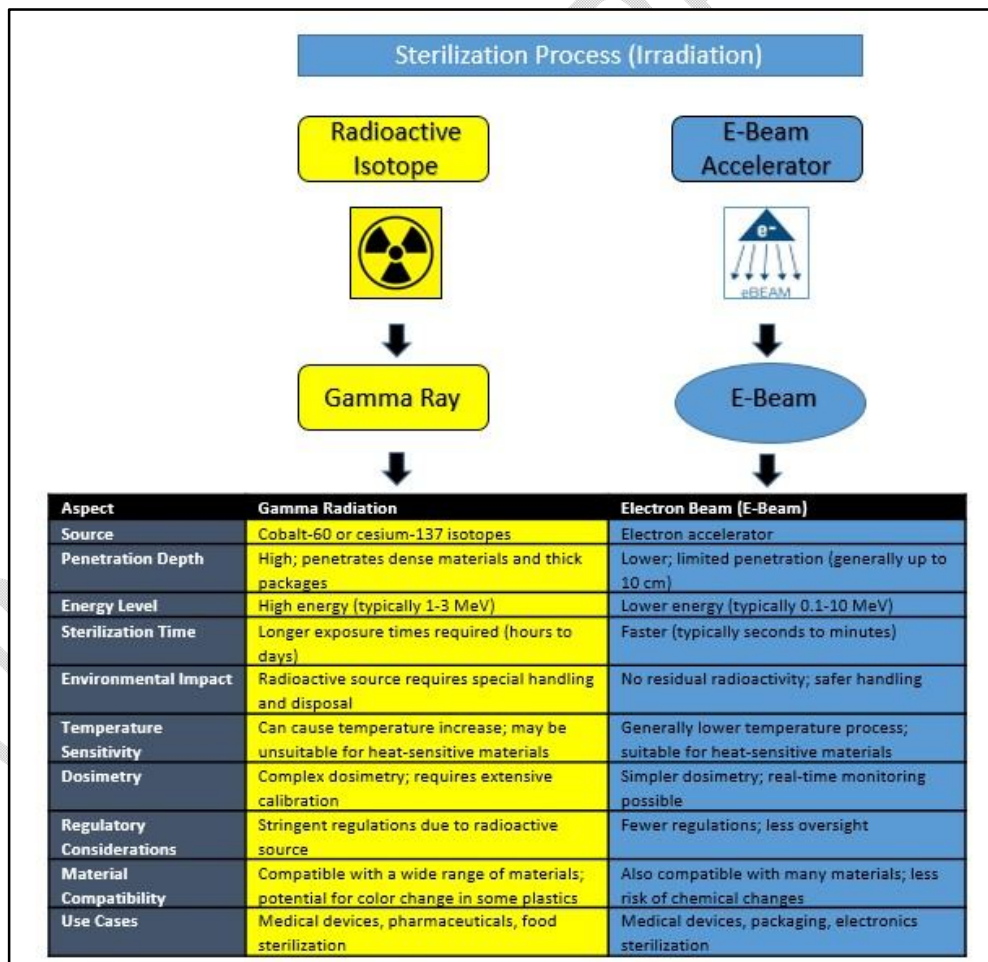 Sterilization Process (Irradiation)
Radioactive
Isotope
E-Beam
Accelerator
e-
eBEAM
Gamma Ray
E-Beam
Aspect
Gamma Radiation
Electron Beam (E-Beam)
Source
Cobalt-60 or cesium-137 isotopes
Electron accelerator
Penetration Depth
High; penetrates dense materials and thick
packages
Lower; limited penetration (generally up to
10 cm)
Energy Level
High energy (typically 1-3 MeV)
Lower energy (typically 0.1-10 MeV)
Sterilization Time
Longer exposure times required (hours to
days)
Faster (typically seconds to minutes)
Environmental Impact
Radioactive source requires special handling
and disposal
No residual radioactivity; safer handling
Temperature
Sensitivity
Can cause temperature increase; may be
unsuitable for heat-sensitive materials
Generally lower temperature process;
suitable for heat-sensitive materials
Dosimetry
Complex dosimetry; requires extensive
calibration
Simpler dosimetry; real-time monitoring
possible
Regulatory
Considerations
Stringent regulations due to radioactive
source
Fewer regulations; less oversight
Material
Compatibility
Compatible with a wide range of materials;
potential for color change in some plastics
Also compatible with many materials; less
risk of chemical changes
Use Cases
Medical devices, pharmaceuticals, food
sterilization
Medical devices, packaging, electronics
sterilization